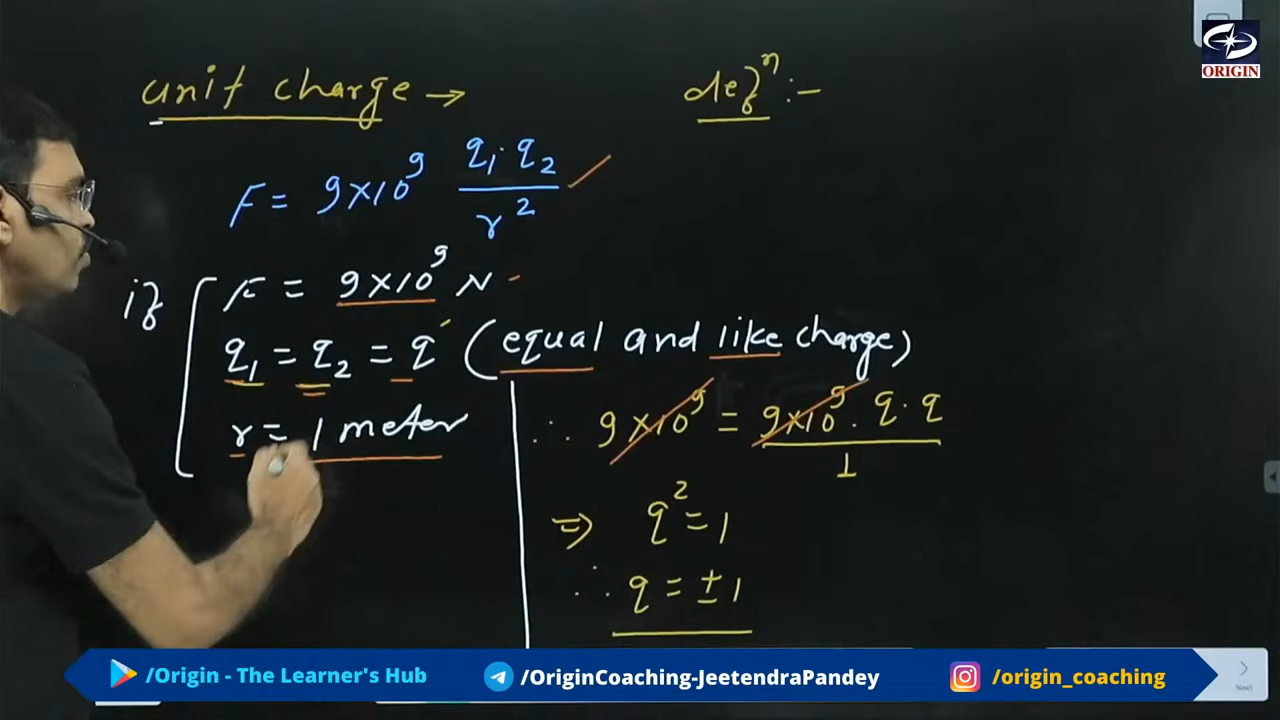 ORIGIN
unit charge →
defⁿ :-
F = 9×10⁹ q₁·q₂ / r²
if F = 9×10⁹ N
q₁ = q₂ = q (equal and like charge)
r = 1 meter
∴ 9×10⁹ = 9×10⁹ · q·q / 1
⇒ q² = 1
∴ q = ±1
/Origin - The Learner's Hub
/OriginCoaching-JeetendraPandey
/origin_coaching
Next